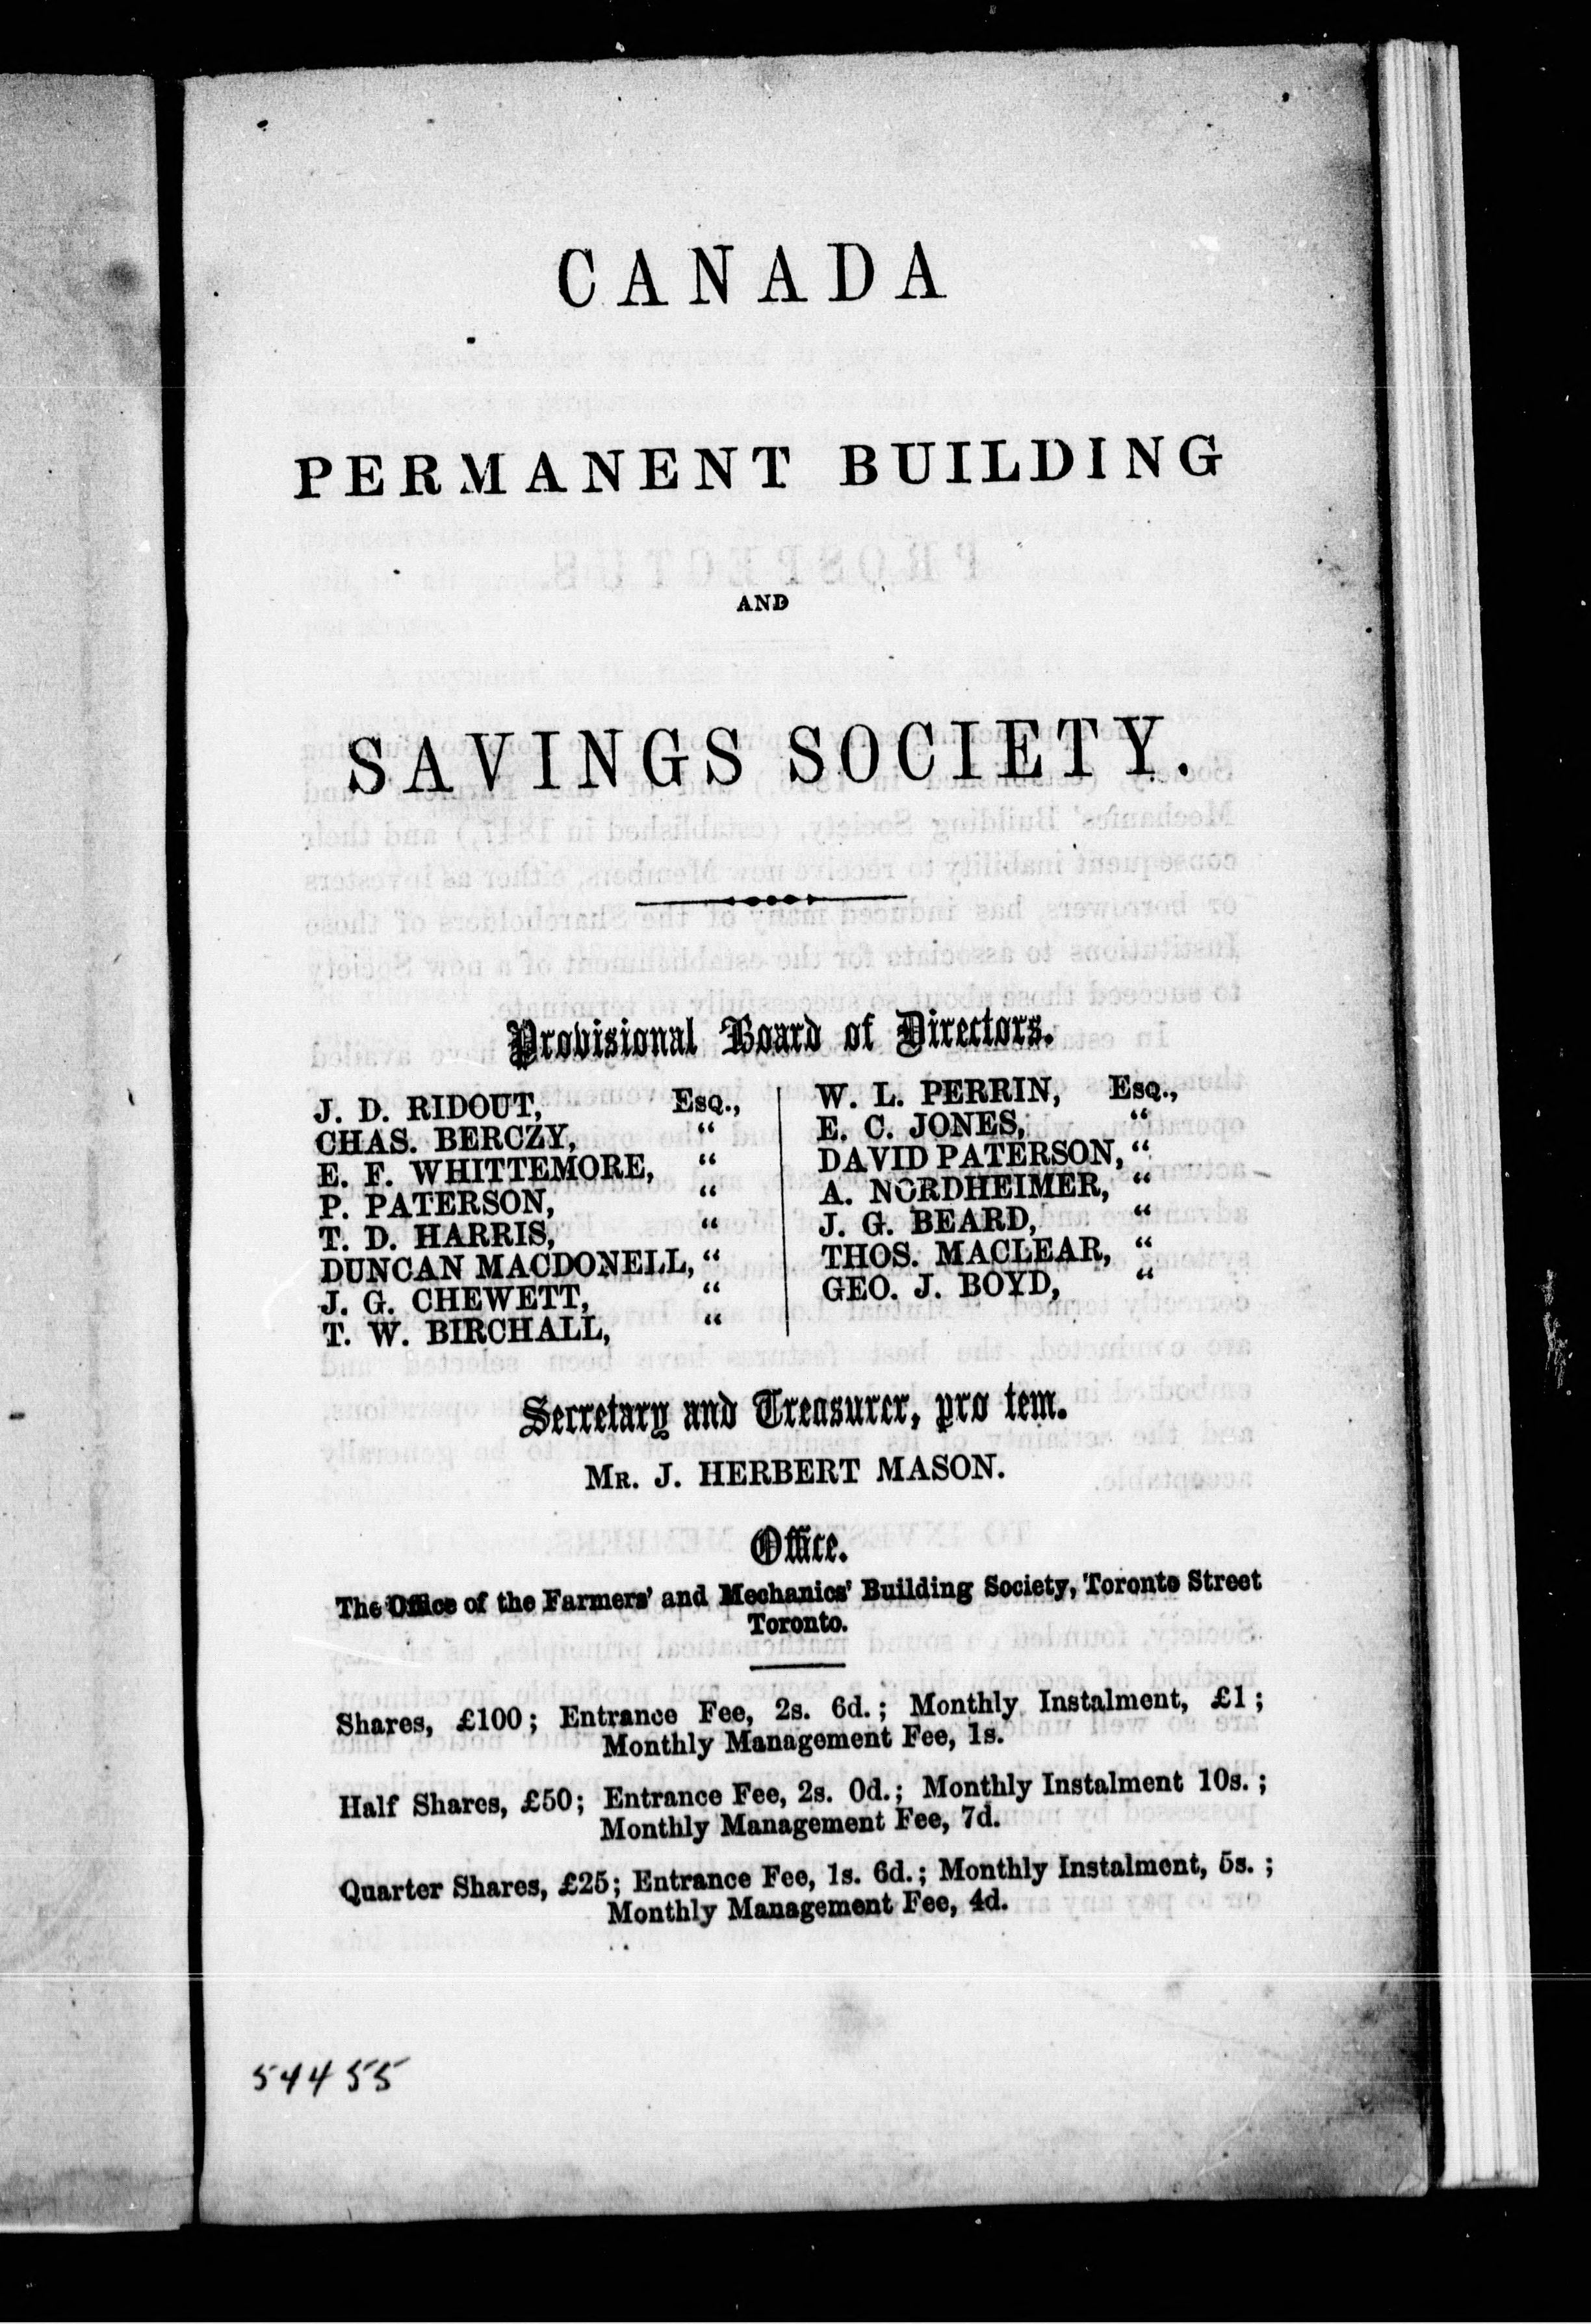 CANADA
PERMANENT BUILDING
AND
SAVINGS SOCIETY.
Provisional Board of Directors.
J. D. RIDOUT, Esq.,
CHAS. BERCZY, "
E. F. WHITTEMORE, "
P. PATERSON, "
T. D. HARRIS, "
DUNCAN MACDONELL, "
J. G. CHEWETT, "
T. W. BIRCHALL, "
W. L. PERRIN, Esq.,
E. C. JONES, "
DAVID PATERSON, "
A. NORDHEIMER, "
J. G. BEARD, "
THOS. MACLEAR, "
GEO. J. BOYD, "
Secretary and Treasurer, pro tem.
Mr. J. HERBERT MASON.
Office.
The Office of the Farmers' and Mechanics' Building Society, Toronto Street
Toronto.
Shares, £100; Entrance Fee, 2s. 6d.; Monthly Instalment, £1;
Monthly Management Fee, 1s.
Half Shares, £50; Entrance Fee, 2s. 0d.; Monthly Instalment 10s.;
Monthly Management Fee, 7d.
Quarter Shares, £25; Entrance Fee, 1s. 6d.; Monthly Instalment, 5s.;
Monthly Management Fee, 4d.
54455